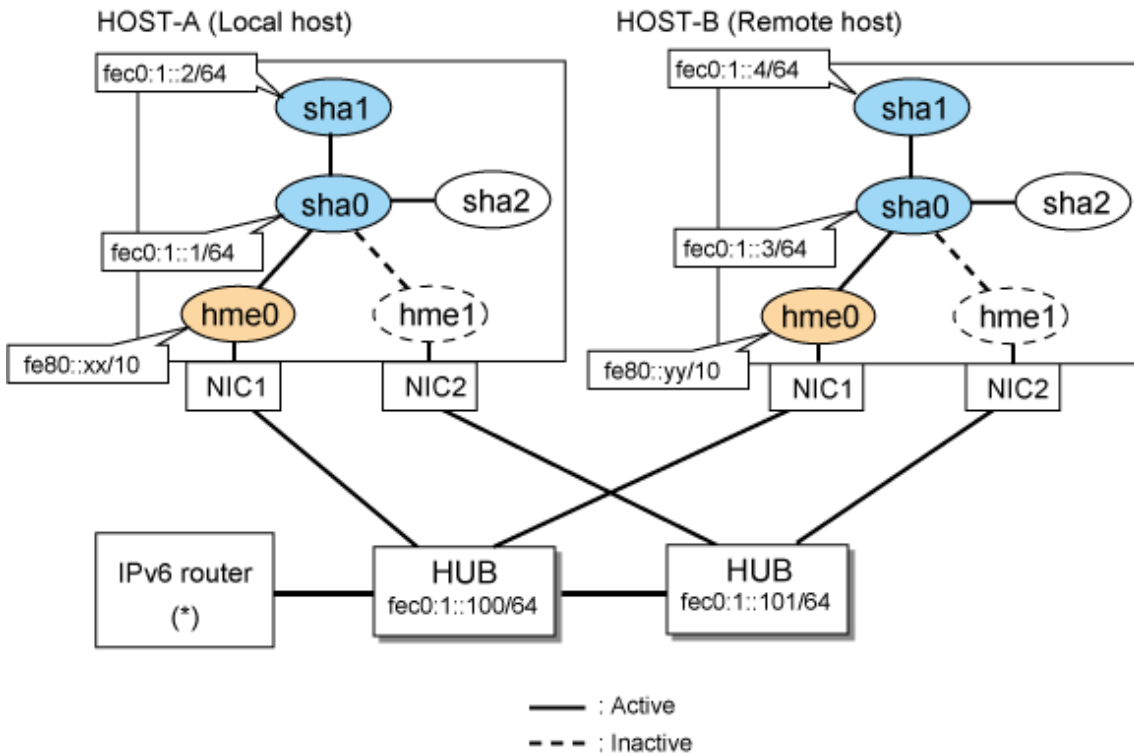 HOST-A (Local host)
HOST-B (Remote host)
fec0:1::2/64
fec0:1::4/64
sha1
sha1
sha0
sha2
sha0
sha2
fec0:1::1/64
fec0:1::3/64
hme0
hme1
hme0
hme1
fe80::xx/10
fe80::yy/10
NIC1
NIC2
NIC1
NIC2
IPv6 router
(*)
HUB
fec0:1::100/64
HUB
fec0:1::101/64
: Active
: Inactive